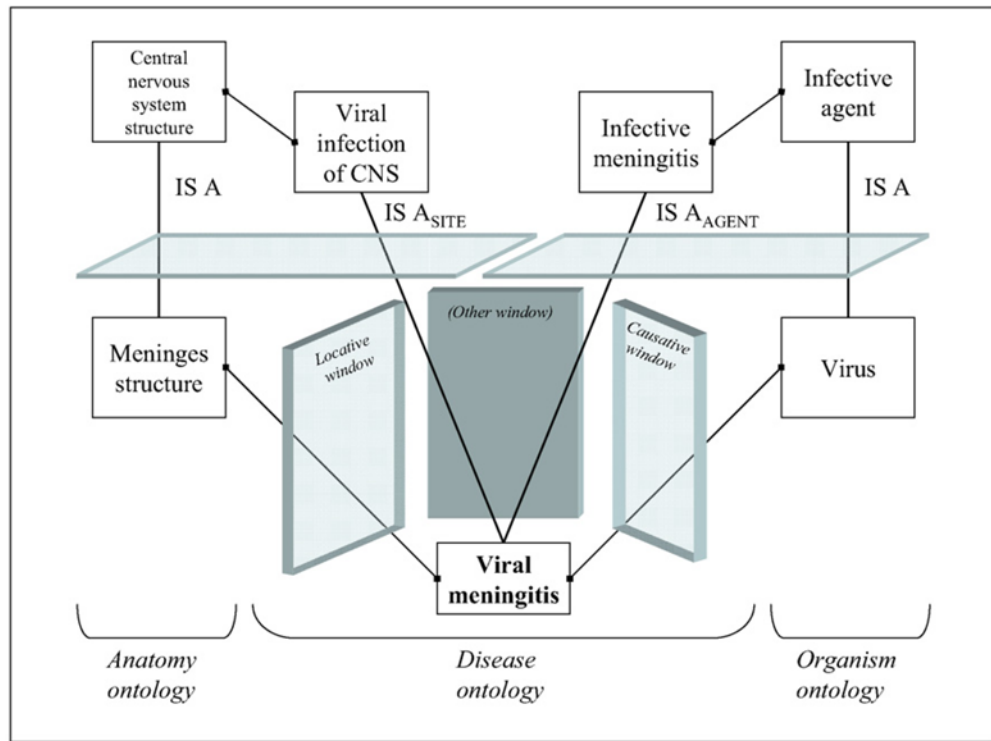 Central
nervous
system
structure
Viral
infection
of CNS
Infective
meningitis
Infective
agent
IS A
IS A_SITE
IS A_AGENT
IS A
Meninges
structure
Locative
window
(Other window)
Causative
window
Virus
Viral
meningitis
Anatomy
ontology
Disease
ontology
Organism
ontology